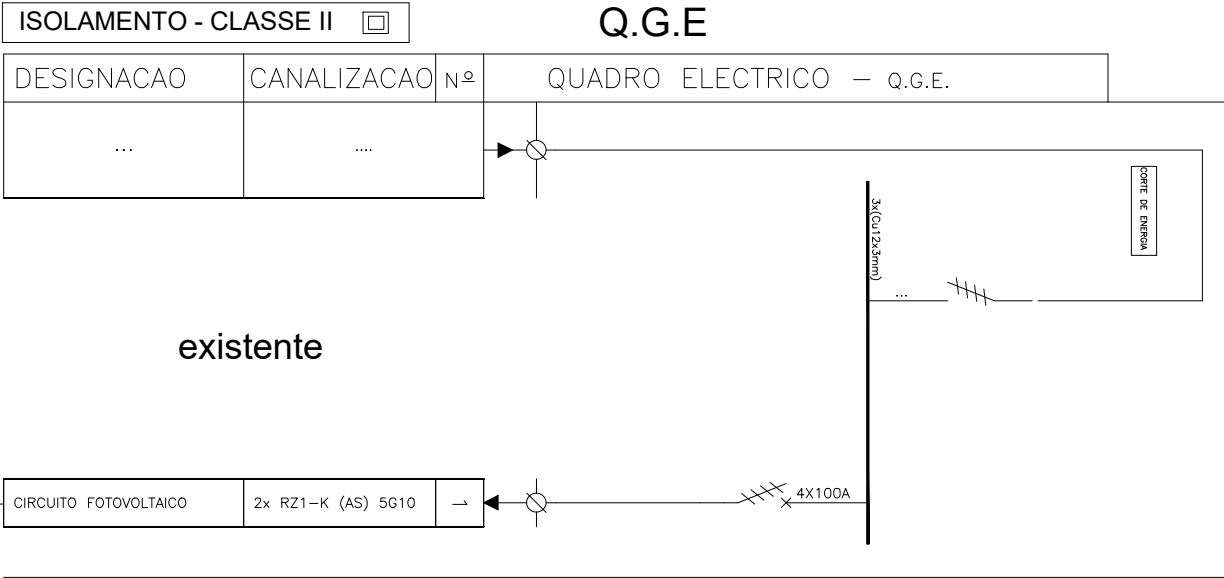 ISOLAMENTO - CLASSE II
Q.G.E
DESIGNACAO CANALIZACAO Nº QUADRO ELECTRICO - Q.G.E.
... ....
CORTE DE ENERGIA
3x(Cu12x3mm)
...
existente
CIRCUITO FOTOVOLTAICO 2x RZ1-K (AS) 5G10
4X100A